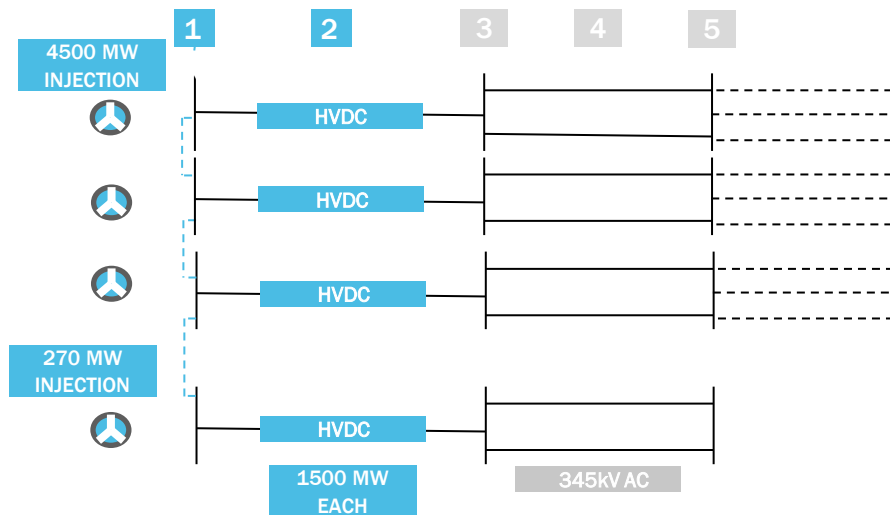 1 2 3 4 5
4500 MW
INJECTION
HVDC
HVDC
HVDC
270 MW
INJECTION
HVDC
1500 MW
EACH
345kV AC